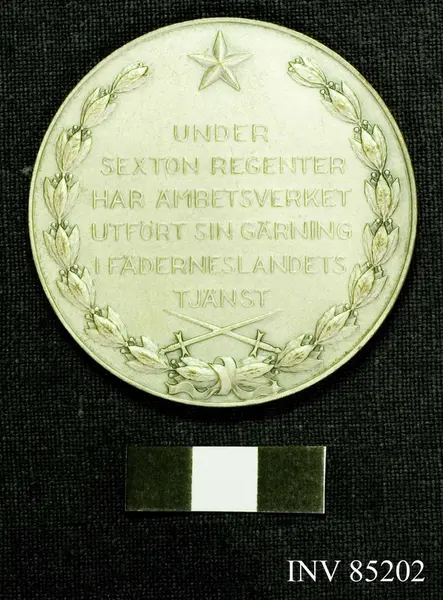 UNDER
SEXTON REGENTER
HAR ÄMBETSVERKET
UTFÖRT SIN GÄRNING
I FÄDERNESLANDETS
TJÄNST
INV 85202